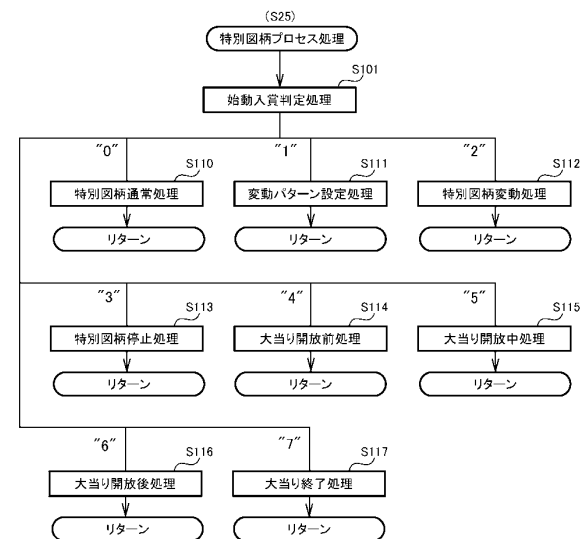 (S25)
特別図柄プロセス処理
S101
始動入賞判定処理
"0"
"1"
"2"
S110
S111
S112
特別図柄通常処理
変動パターン設定処理
特別図柄変動処理
リターン
リターン
リターン
"3"
"4"
"5"
S113
S114
S115
特別図柄停止処理
大当り開放前処理
大当り開放中処理
リターン
リターン
リターン
"6"
"7"
S116
S117
大当り開放後処理
大当り終了処理
リターン
リターン